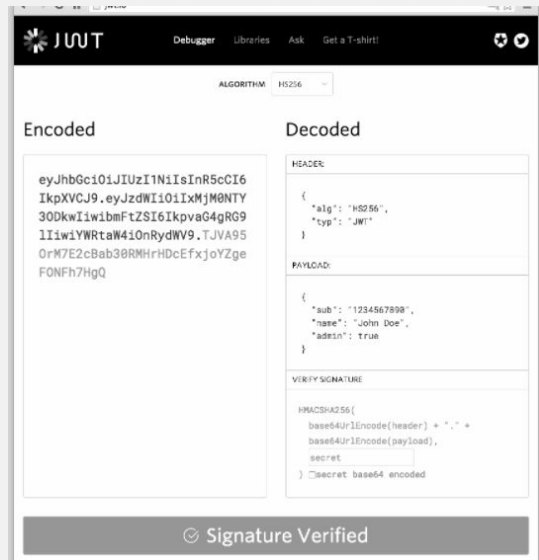 JWT
Debugger Libraries Ask Get a T-shirt!
ALGORITHM HS256
Encoded
Decoded
eyJhbGciOiJIUzI1NiIsInR5cCI6
IkpXVCJ9.eyJzdWIiOiIxMjM0NTY
3ODkwIiwibmFtZSI6IkpvaG4gRG9
lIiwiYWRtaW4iOnRydWV9.TJVA95
OrM7E2cBab30RMHrHDcEfxjoYZge
FONFh7HgQ
HEADER:
{
"alg": "HS256",
"typ": "JWT"
}
PAYLOAD:
{
"sub": "1234567890",
"name": "John Doe",
"admin": true
}
VERIFY SIGNATURE
HMACSHA256(
base64UrlEncode(header) + "." +
base64UrlEncode(payload),
secret
) secret base64 encoded
Signature Verified